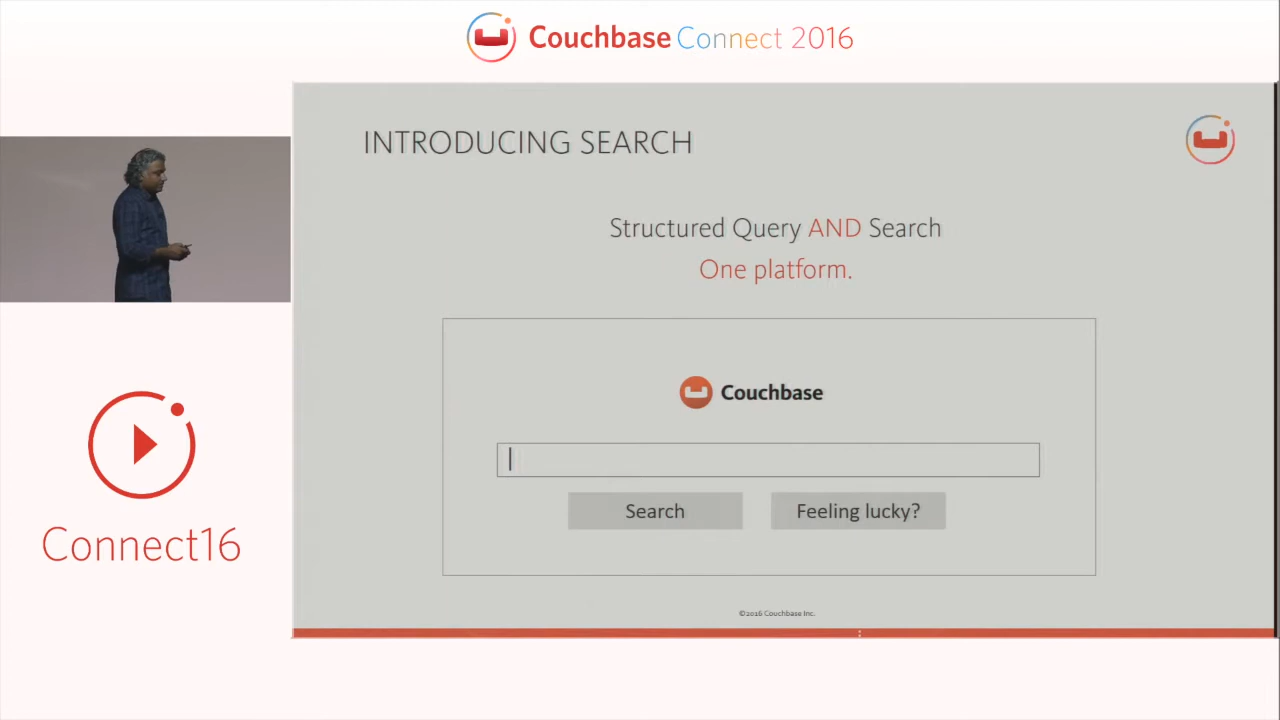 Couchbase Connect 2016
INTRODUCING SEARCH
Structured Query AND Search
One platform.
Couchbase
Search
Feeling lucky?
Connect16
©2016 Couchbase Inc.